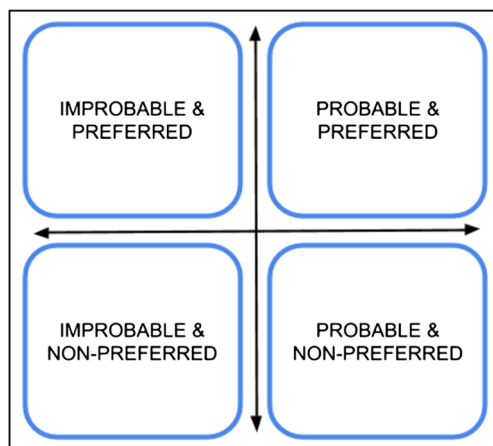 IMPROBABLE &
PREFERRED
PROBABLE &
PREFERRED
IMPROBABLE &
NON-PREFERRED
PROBABLE &
NON-PREFERRED